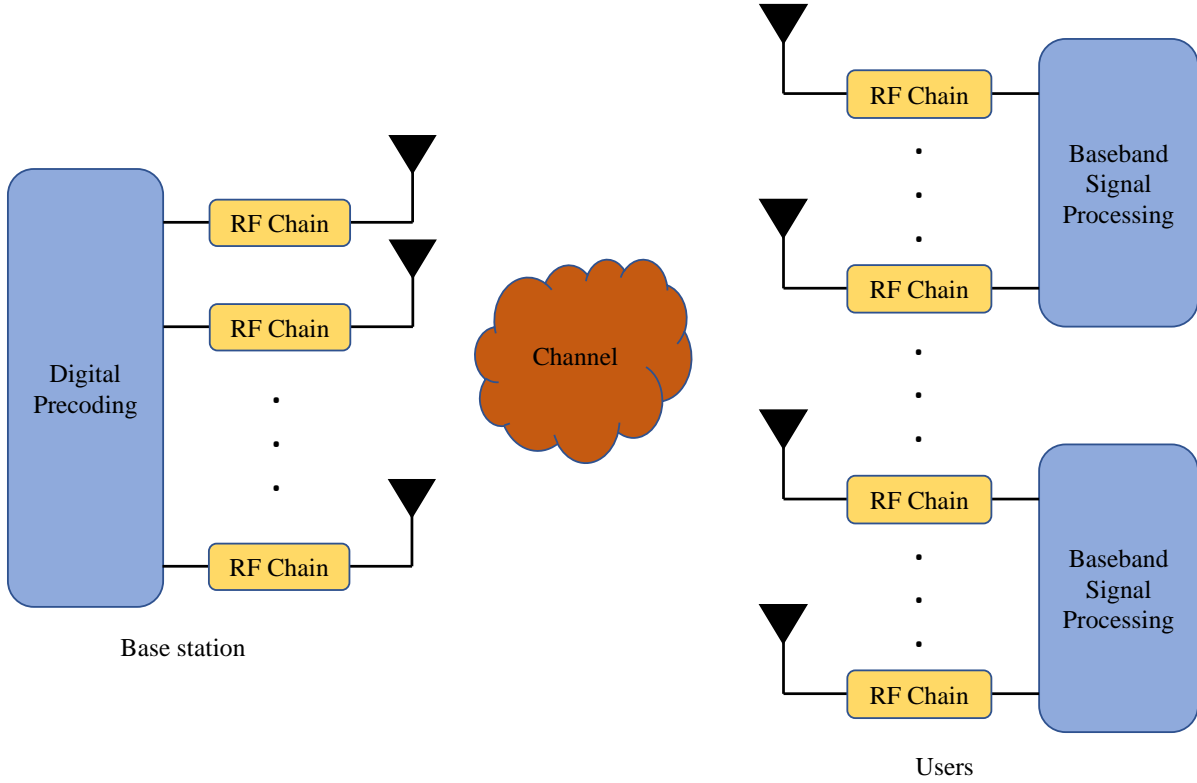 Digital
Precoding
RF Chain
RF Chain
RF Chain
Base station
Channel
RF Chain
RF Chain
Baseband
Signal
Processing
RF Chain
RF Chain
Baseband
Signal
Processing
Users